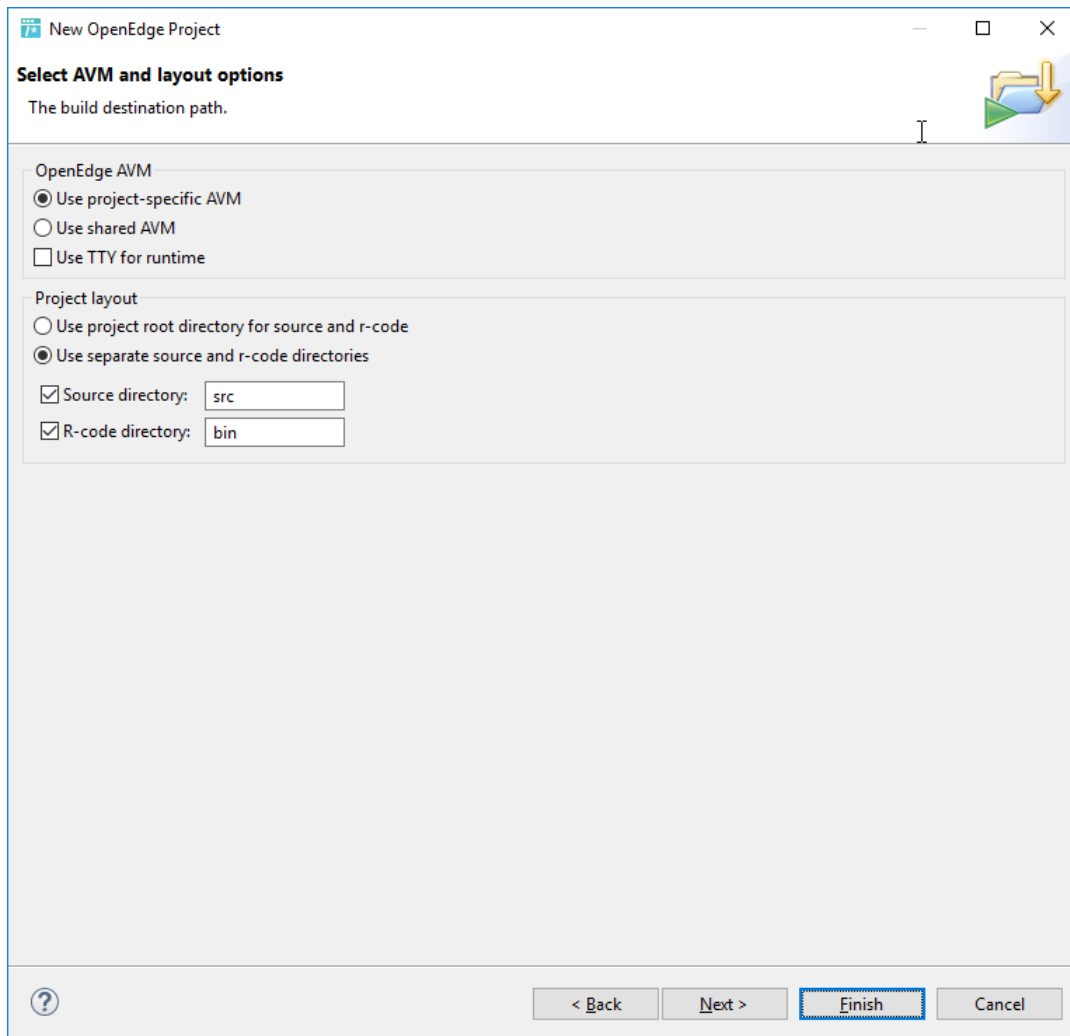 New OpenEdge Project
Select AVM and layout options
The build destination path.
OpenEdge AVM
Use project-specific AVM
Use shared AVM
Use TTY for runtime
Project layout
Use project root directory for source and r-code
Use separate source and r-code directories
Source directory: src
R-code directory: bin
? < Back Next > Finish Cancel